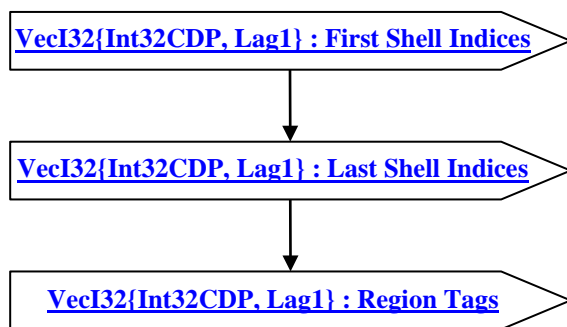 VecI32{Int32CDP, Lag1} : First Shell Indices
VecI32{Int32CDP, Lag1} : Last Shell Indices
VecI32{Int32CDP, Lag1} : Region Tags